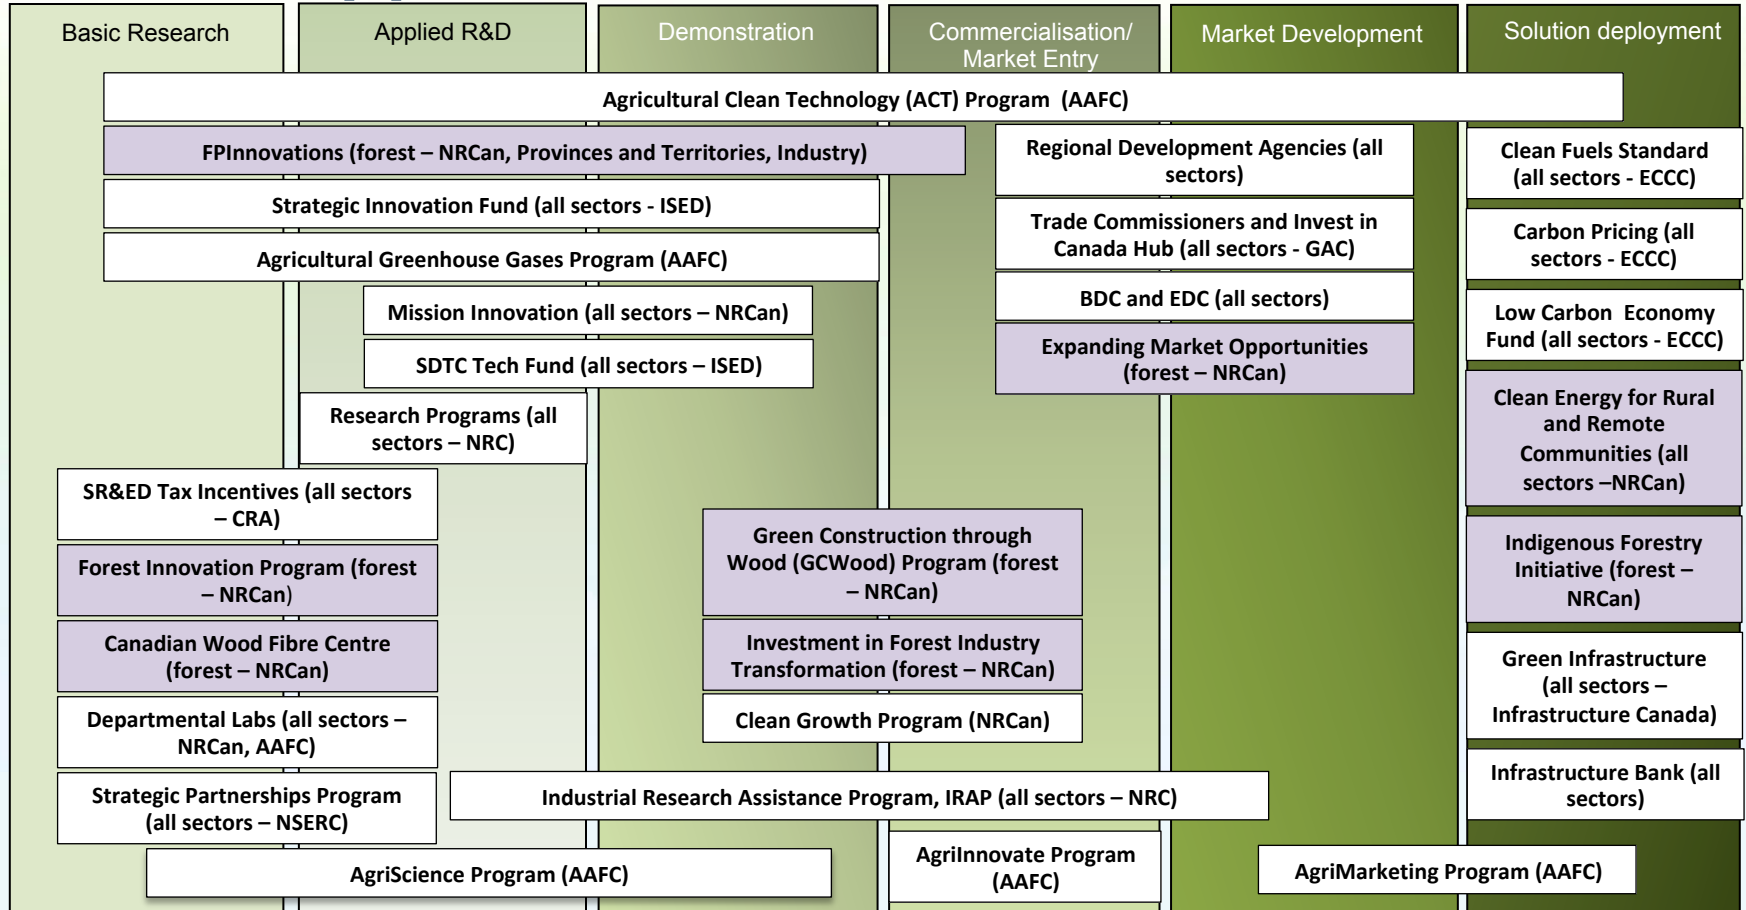 Basic Research
Applied R&D
Demonstration
Commercialisation/
Market Entry
Market Development
Solution deployment
Agricultural Clean Technology (ACT) Program (AAFC)
FPInnovations (forest – NRCan, Provinces and Territories, Industry)
Strategic Innovation Fund (all sectors - ISED)
Agricultural Greenhouse Gases Program (AAFC)
Mission Innovation (all sectors – NRCan)
SDTC Tech Fund (all sectors – ISED)
Research Programs (all
sectors – NRC)
SR&ED Tax Incentives (all sectors
– CRA)
Forest Innovation Program (forest
– NRCan)
Canadian Wood Fibre Centre
(forest – NRCan)
Departmental Labs (all sectors –
NRCan, AAFC)
Strategic Partnerships Program
(all sectors – NSERC)
AgriScience Program (AAFC)
Regional Development Agencies (all
sectors)
Trade Commissioners and Invest in
Canada Hub (all sectors - GAC)
BDC and EDC (all sectors)
Expanding Market Opportunities
(forest – NRCan)
Green Construction through
Wood (GCWood) Program (forest
– NRCan)
Investment in Forest Industry
Transformation (forest – NRCan)
Clean Growth Program (NRCan)
Industrial Research Assistance Program, IRAP (all sectors – NRC)
AgriInnovate Program
(AAFC)
AgriMarketing Program (AAFC)
Clean Fuels Standard
(all sectors - ECCC)
Carbon Pricing (all
sectors - ECCC)
Low Carbon Economy
Fund (all sectors - ECCC)
Clean Energy for Rural
and Remote
Communities (all
sectors –NRCan)
Indigenous Forestry
Initiative (forest –
NRCan)
Green Infrastructure
(all sectors –
Infrastructure Canada)
Infrastructure Bank (all
sectors)